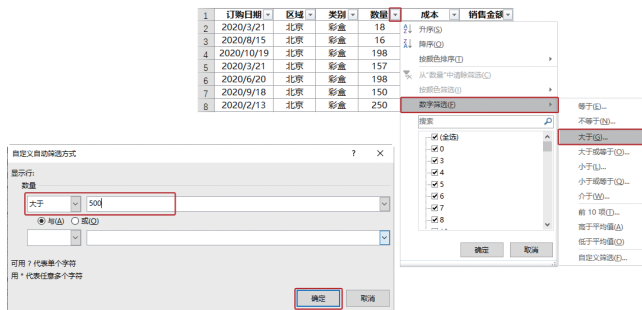 1 订购日期 区域 类别 数量 成本 销售金额
2 2020/3/21 北京 彩盒 18
3 2020/8/15 北京 彩盒 16
4 2020/10/19 北京 彩盒 198
5 2020/3/21 北京 彩盒 157
6 2020/6/20 北京 彩盒 198
7 2020/9/18 北京 彩盒 150
8 2020/2/13 北京 彩盒 250
升序(S)
降序(O)
按颜色排序(T)
从"数量"中清除筛选(C)
按颜色筛选(I)
数字筛选(F)
搜索
(全选)
0
3
4
5
6
7
8
确定 取消
等于(E)...
不等于(N)...
大于(G)...
大于或等于(O)...
小于(L)...
小于或等于(Q)...
介于(W)...
前 10 项(T)...
高于平均值(A)
低于平均值(O)
自定义筛选(F)...
自定义自动筛选方式 ? ×
显示行:
数量
大于 500
与(A) 或(O)
可用 ? 代表单个字符
用 * 代表任意多个字符
确定 取消